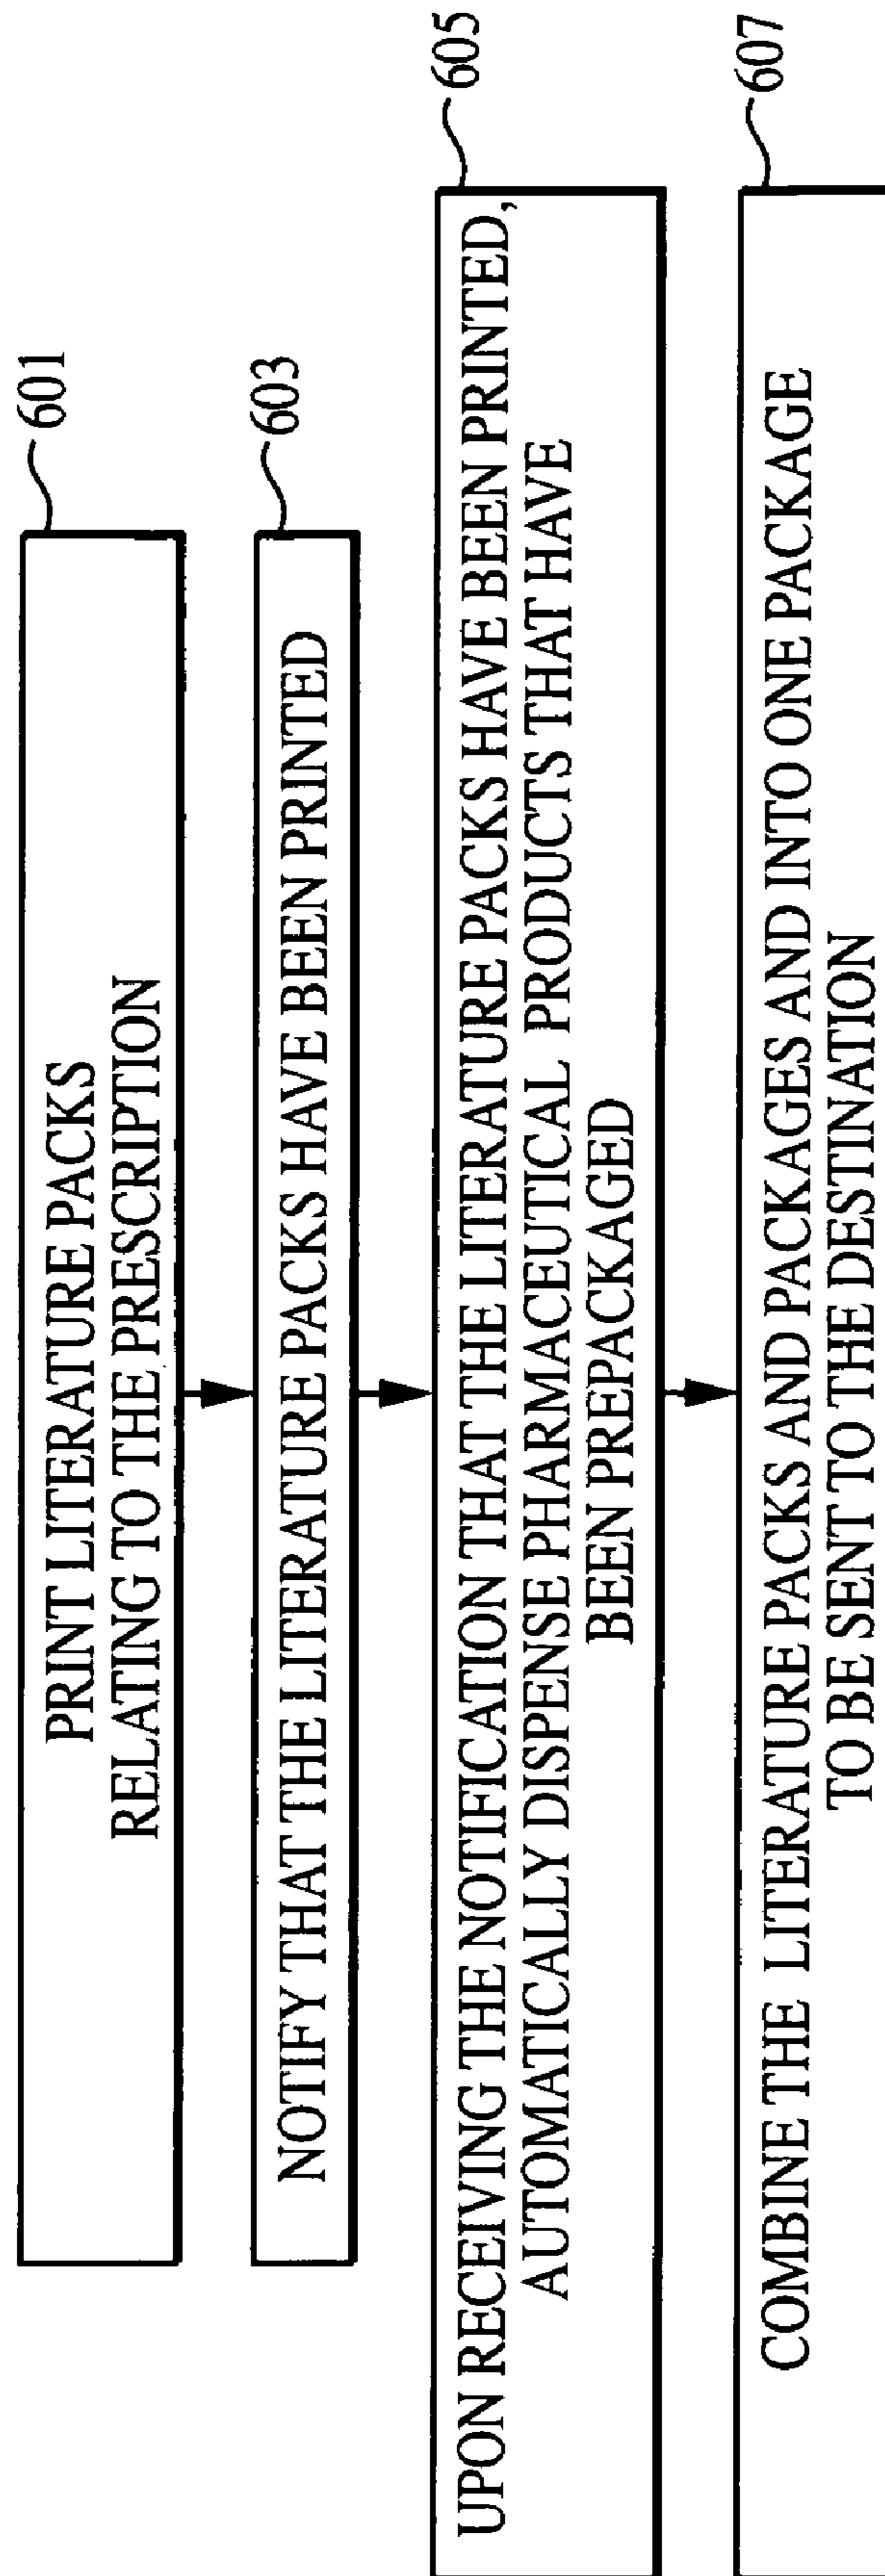 601
PRINT LITERATURE PACKS
RELATING TO THE PRESCRIPTION
603
NOTIFY THAT THE LITERATURE PACKS HAVE BEEN PRINTED
605
UPON RECEIVING THE NOTIFICATION THAT THE LITERATURE PACKS HAVE BEEN PRINTED,
AUTOMATICALLY DISPENSE PHARMACEUTICAL PRODUCTS THAT HAVE
BEEN PREPACKAGED
607
COMBINE THE LITERATURE PACKS AND PACKAGES AND INTO ONE PACKAGE
TO BE SENT TO THE DESTINATION